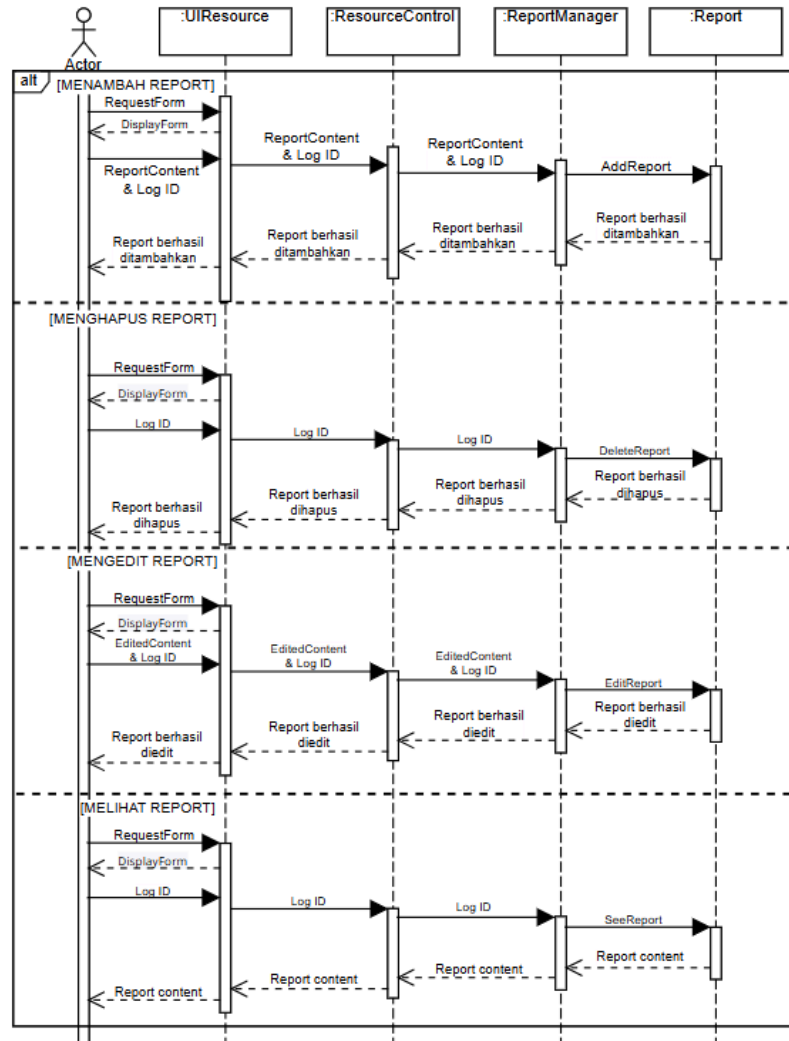 :UIResource
:ResourceControl
:ReportManager
:Report
Actor
alt
[MENAMBAH REPORT]
RequestForm
DisplayForm
ReportContent
& Log ID
ReportContent
& Log ID
ReportContent
& Log ID
AddReport
Report berhasil
ditambahkan
Report berhasil
ditambahkan
Report berhasil
ditambahkan
Report berhasil
ditambahkan
[MENGHAPUS REPORT]
RequestForm
DisplayForm
Log ID
Log ID
Log ID
DeleteReport
Report berhasil
dihapus
Report berhasil
dihapus
Report berhasil
dihapus
Report berhasil
dihapus
[MENGEDIT REPORT]
RequestForm
DisplayForm
EditedContent
& Log ID
EditedContent
& Log ID
EditedContent
& Log ID
EditReport
Report berhasil
diedit
Report berhasil
diedit
Report berhasil
diedit
Report berhasil
diedit
[MELIHAT REPORT]
RequestForm
DisplayForm
Log ID
Log ID
Log ID
SeeReport
Report content
Report content
Report content
Report content